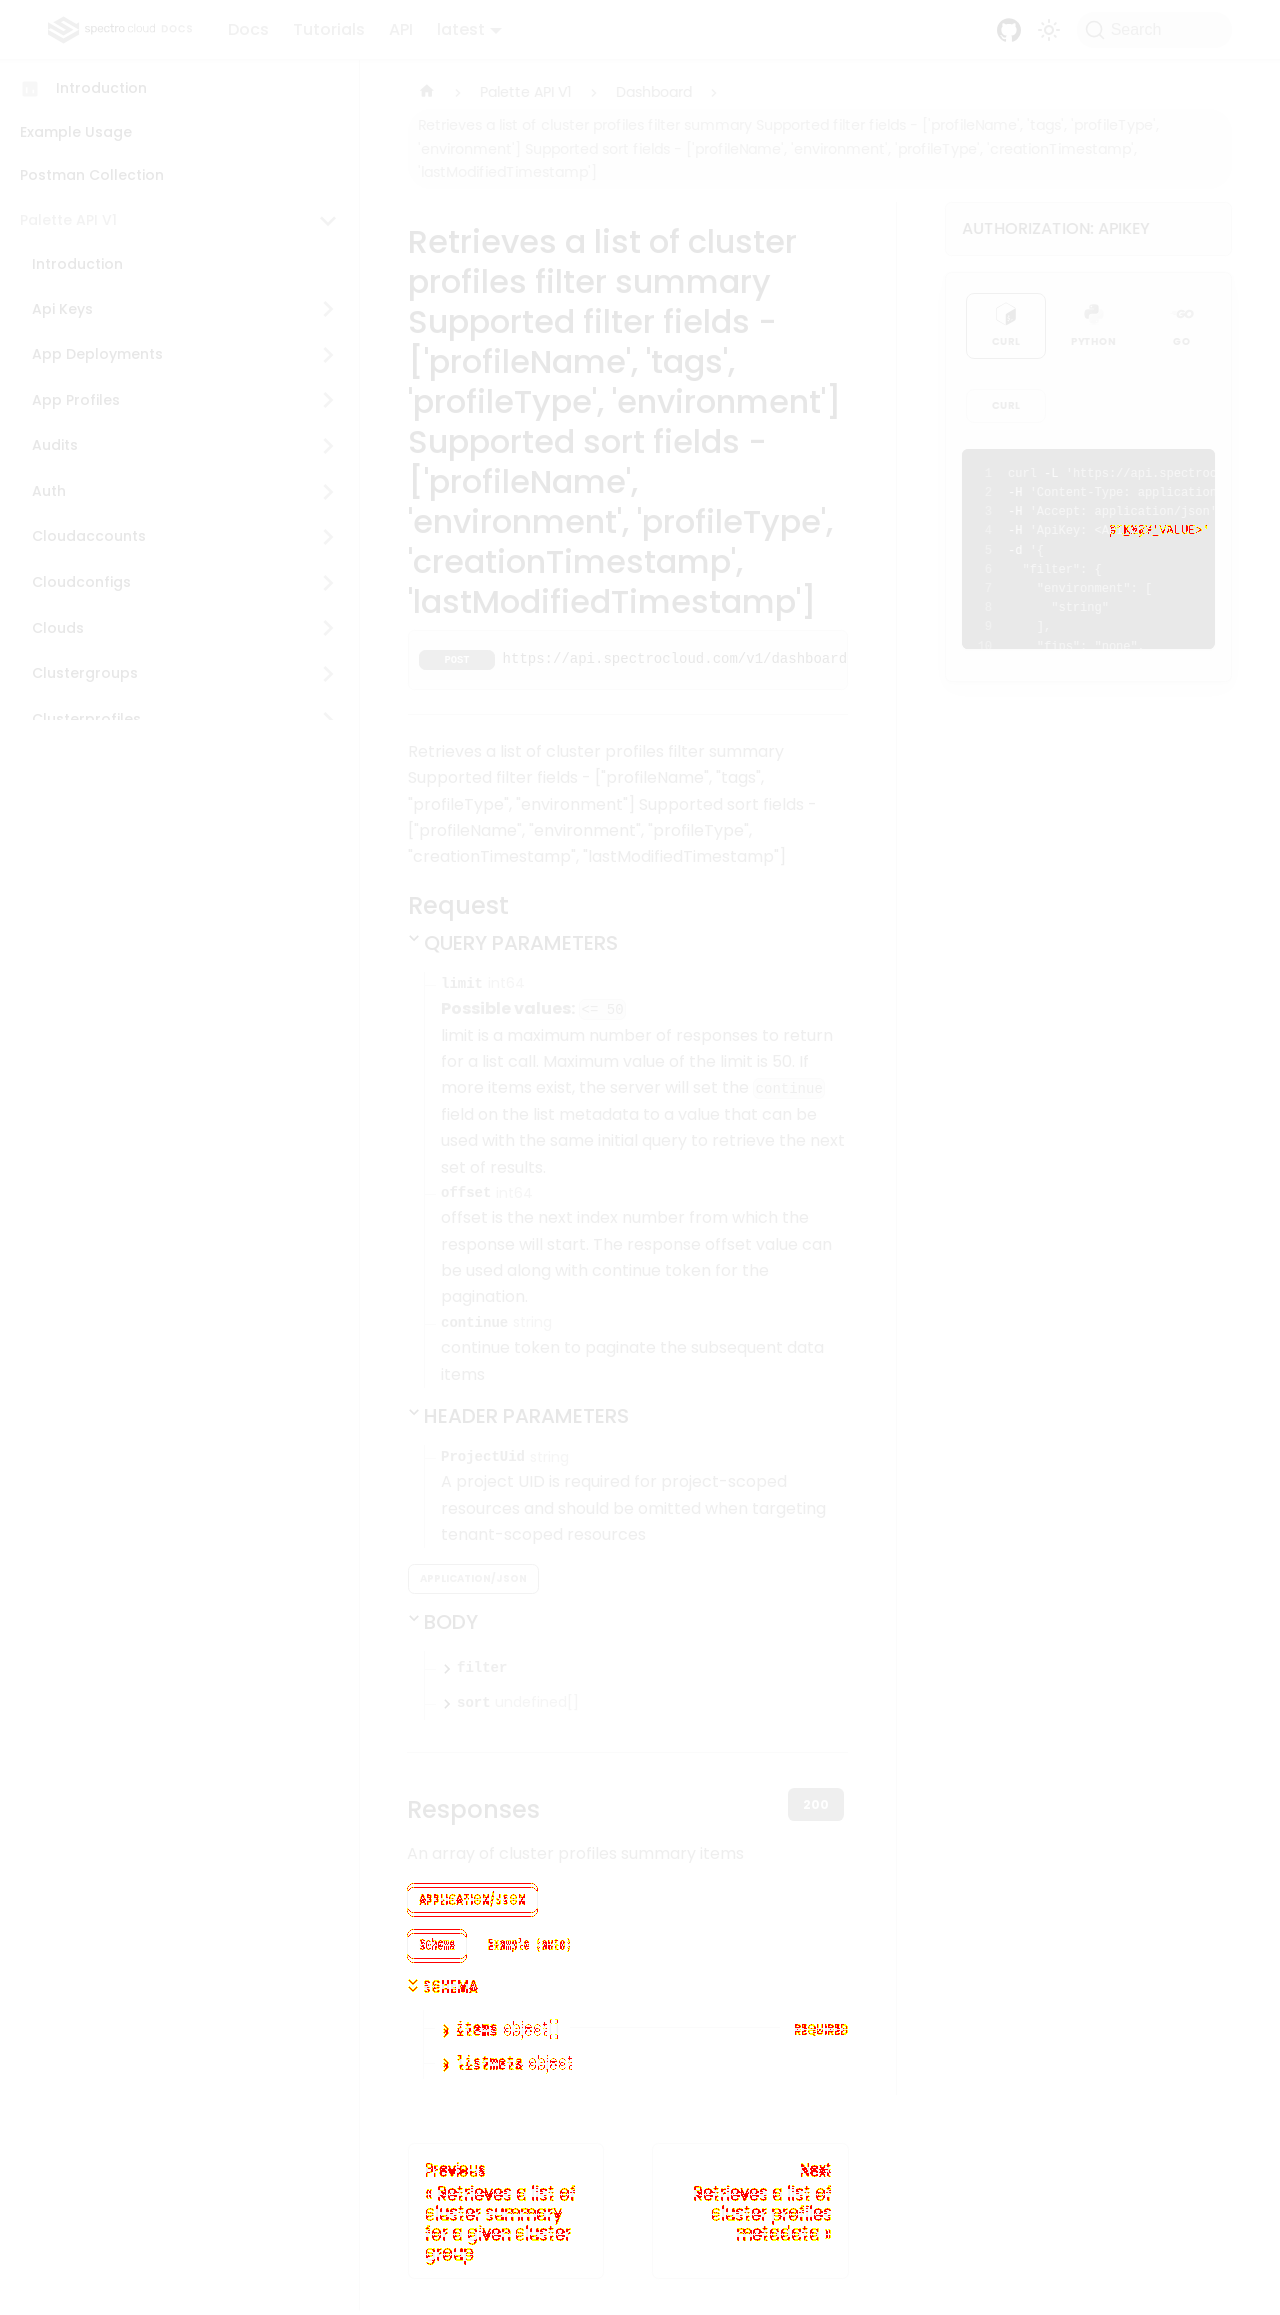 spectro cloud DOCS
Docs
Tutorials
API
latest
Search
Introduction
Example Usage
Postman Collection
Palette API V1
Introduction
Api Keys
App Deployments
App Profiles
Audits
Auth
Cloudaccounts
Cloudconfigs
Clouds
Clustergroups
Clusterprofiles
Palette API V1
Dashboard
Retrieves a list of cluster profiles filter summary Supported filter fields - ['profileName', 'tags', 'profileType',
'environment'] Supported sort fields - ['profileName', 'environment', 'profileType', 'creationTimestamp',
'lastModifiedTimestamp']
Retrieves a list of cluster
profiles filter summary
Supported filter fields -
['profileName', 'tags',
'profileType', 'environment']
Supported sort fields -
['profileName',
'environment', 'profileType',
'creationTimestamp',
'lastModifiedTimestamp']
POST https://api.spectrocloud.com/v1/dashboard
Retrieves a list of cluster profiles filter summary
Supported filter fields - ["profileName", "tags",
"profileType", "environment"] Supported sort fields -
["profileName", "environment", "profileType",
"creationTimestamp", "lastModifiedTimestamp"]
Request
QUERY PARAMETERS
limit int64
Possible values: <= 50
limit is a maximum number of responses to return
for a list call. Maximum value of the limit is 50. If
more items exist, the server will set the continue
field on the list metadata to a value that can be
used with the same initial query to retrieve the next
set of results.
offset int64
offset is the next index number from which the
response will start. The response offset value can
be used along with continue token for the
pagination.
continue string
continue token to paginate the subsequent data
items
HEADER PARAMETERS
ProjectUid string
A project UID is required for project-scoped
resources and should be omitted when targeting
tenant-scoped resources
APPLICATION/JSON
BODY
filter
sort undefined[]
Responses
200
An array of cluster profiles summary items
APPLICATION/JSON
Schema
Example (auto)
SCHEMA
items object[]
REQUIRED
listmeta object
Previous
« Retrieves a list of
cluster summary
for a given cluster
group
Next
Retrieves a list of
cluster profiles
metadata »
AUTHORIZATION: APIKEY
CURL
PYTHON
GO
GO
CURL
1 curl -L 'https://api.spectroc
2 -H 'Content-Type: application
3 -H 'Accept: application/json'
4 -H 'ApiKey:
5 -d '{
6 "filter": {
7 "environment": [
8 "string"
9 ],
10 "fips": "none",